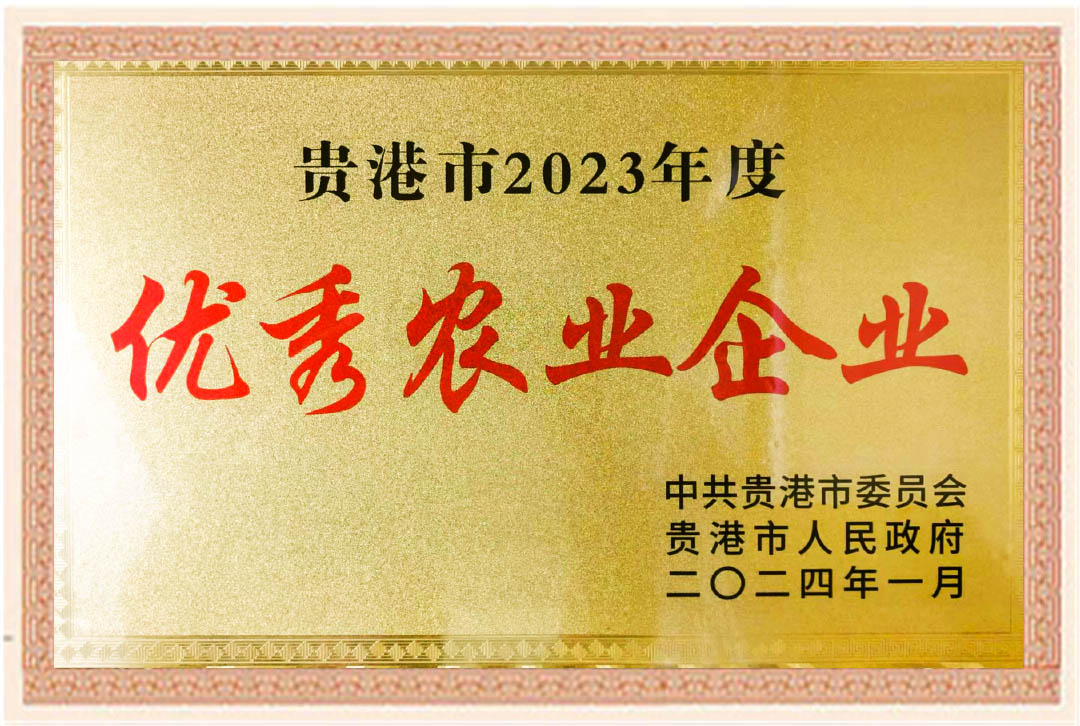 贵港市2023年度
优秀农业企业
中共贵港市委员会
贵港市人民政府
二〇二四年一月